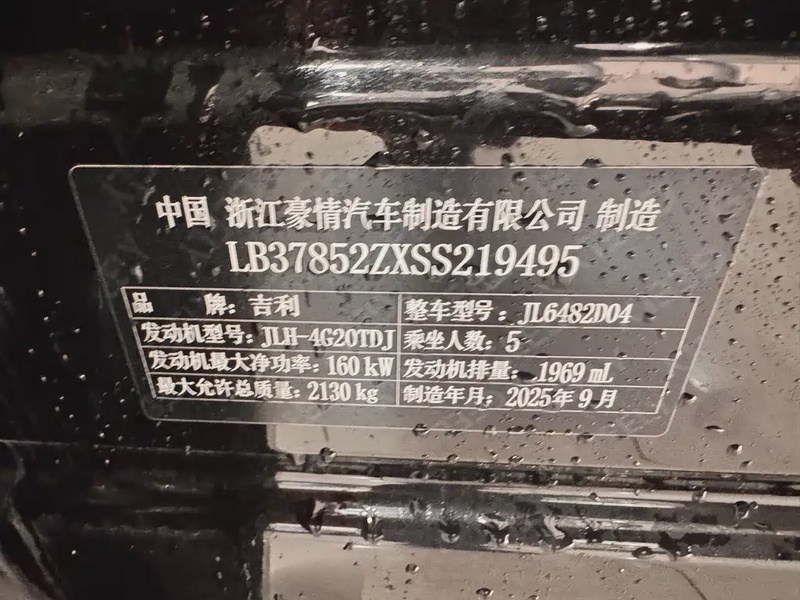 中国 浙江豪情汽车制造有限公司 制造
LB37852ZXSS219495
品 牌: 吉利 整车型号: JL6482D04
发动机型号: JLH-4G20TDJ 乘坐人数: 5
发动机最大净功率: 160 kW 发动机排量: 1969 mL
最大允许总质量: 2130 kg 制造年月: 2025年9月